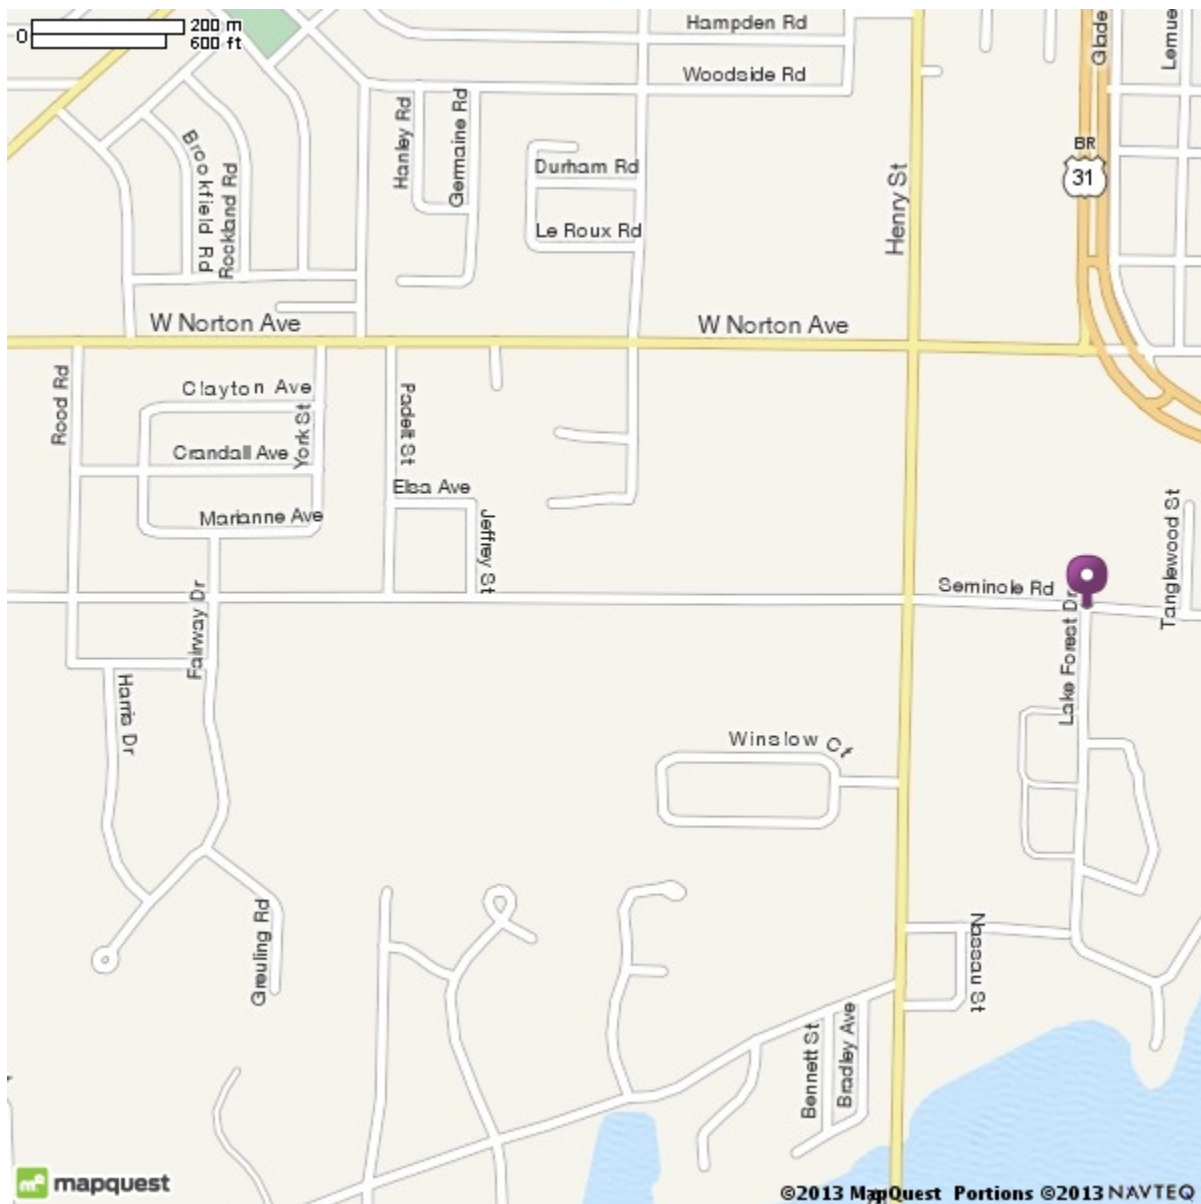 0
200 m
600 ft
Hampden Rd
Woodside Rd
Glade
Lemue
Hanley Rd
Germaine Rd
Brookfield Rd
Rockland Rd
Durham Rd
Le Roux Rd
Henry St
BR
31
W Norton Ave
W Norton Ave
Rood Rd
Clayton Ave
York St
Padelt St
Crandall Ave
Elsa Ave
Marianne Ave
Jeffrey St
Tanglewood St
Seminole Rd
Fairway Dr
Lake Forest Dr
Harris Dr
Winslow Ct
Greuling Rd
Nassau St
Bennett St
Bradley Ave
mapquest
©2013 MapQuest Portions ©2013 NAVTEQ